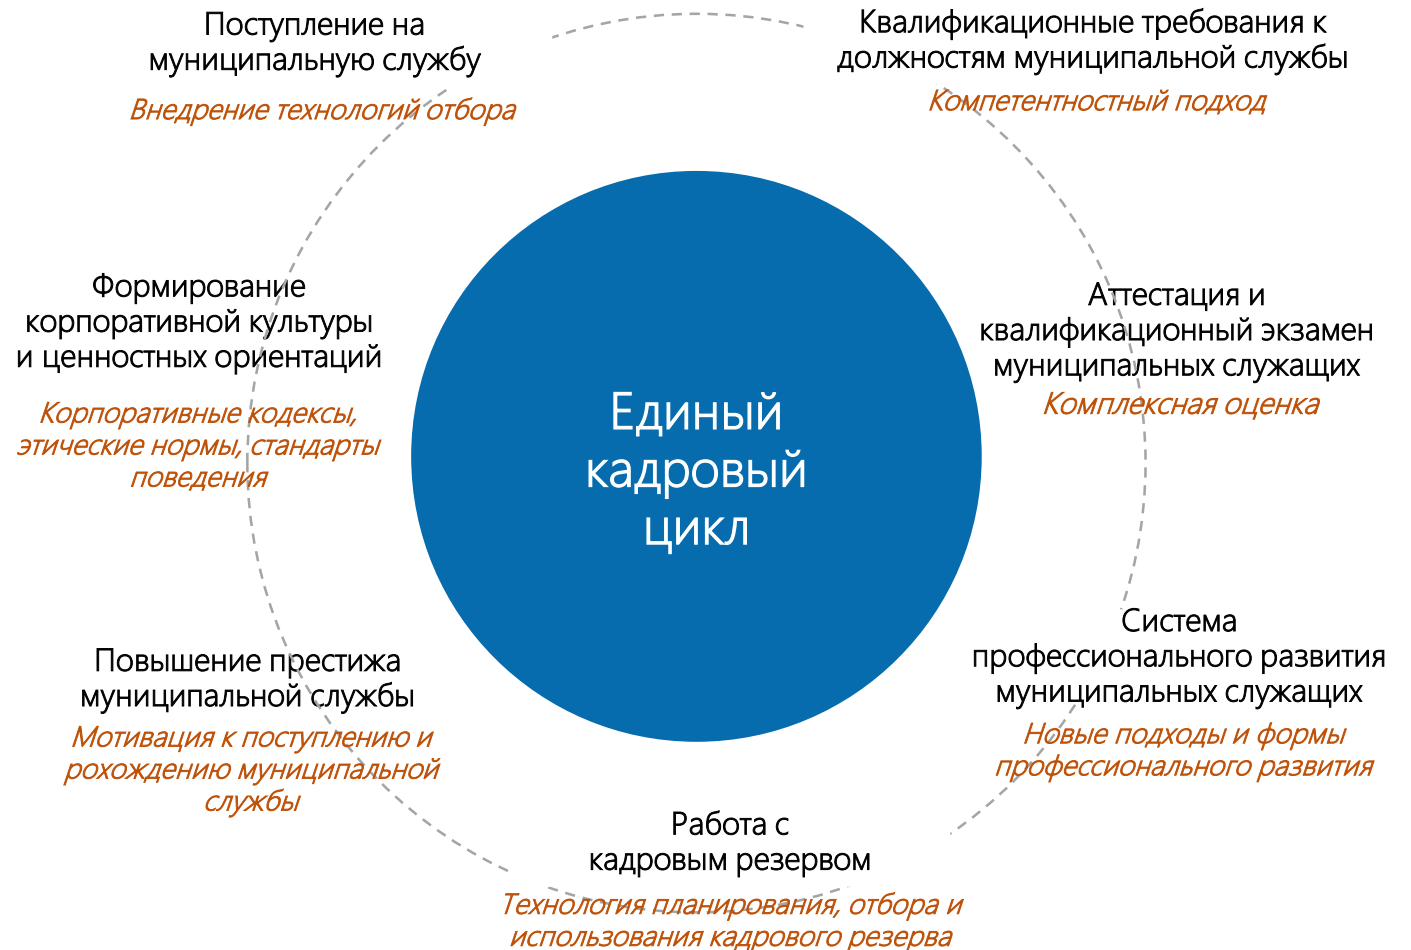 Поступление на
муниципальную службу
Внедрение технологий отбора
Квалификационные требования к
должностям муниципальной службы
Компетентностный подход
Формирование
корпоративной культуры
и ценностных ориентаций
Корпоративные кодексы,
этические нормы, стандарты
поведения
Аттестация и
квалификационный экзамен
муниципальных служащих
Комплексная оценка
Единый
кадровый
цикл
Повышение престижа
муниципальной службы
Мотивация к поступлению и
рохождению муниципальной
службы
Система
профессионального развития
муниципальных служащих
Новые подходы и формы
профессионального развития
Работа с
кадровым резервом
Технология планирования, отбора и
использования кадрового резерва